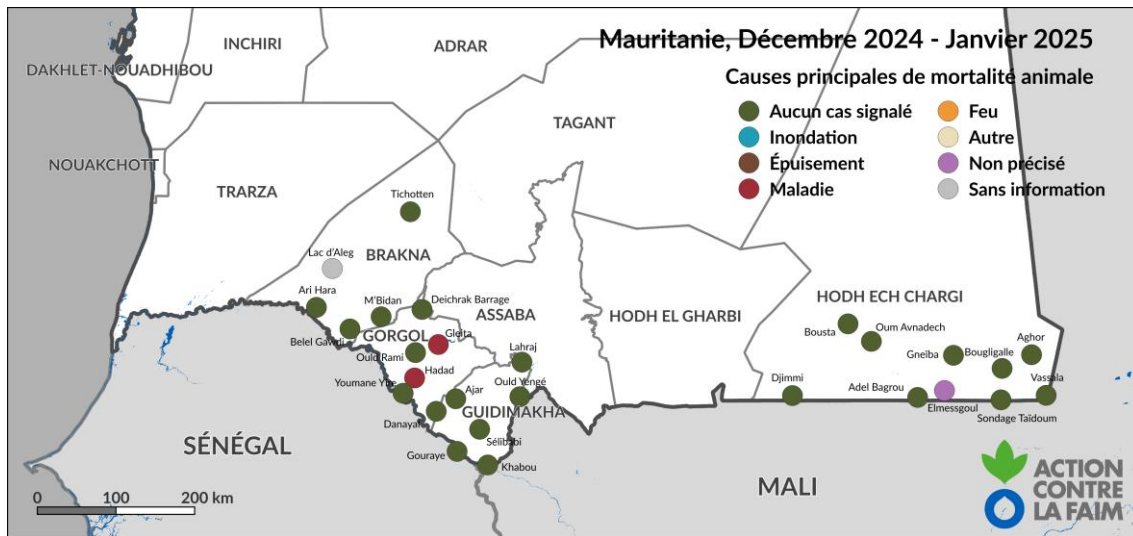 Mauritanie, Décembre 2024 - Janvier 2025
Causes principales de mortalité animale
Aucun cas signalé
Inondation
Épuisement
Maladie
Feu
Autre
Non précisé
Sans information
INCHIRI
ADRAR
DAKHLET-NOUADHIBOU
TAGANT
NOUAKCHOTT
TRARZA
Tichotten
Lac d'Aleg
BRAKNA
Ari Hara
M'Bidan
Deichrak Barrage
ASSABA
HODH EL GHARBI
HODH ECH CHARGI
Bousta
Oum Avnadech
Belel Gawdi
GORGOL
Gleita
Ould Rami
Lahraj
Gneiba
Bougligalle
Aghor
Hadad
Youmane Yire
Ajar
Ould Yengé
Djimmi
Adel Bagrou
Vassala
Elmessgoul
Sondage Taïdoum
GUIDIMAKHA
Danayal
Sélibabi
Gouraye
Khabou
SÉNÉGAL
MALI
0 100 200 km
ACTION
CONTRE
LA FAIM